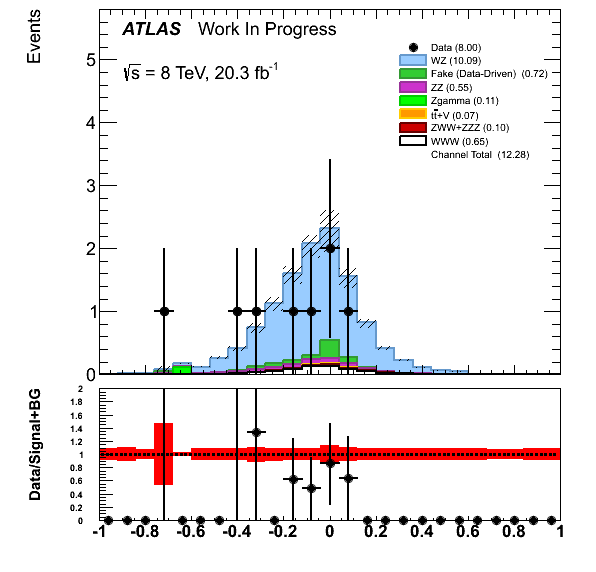 ATLAS Work In Progress
√s = 8 TeV, 20.3 fb-1
Events
Data (8.00)
WZ (10.09)
Fake (Data-Driven) (0.72)
ZZ (0.55)
Zgamma (0.11)
tt+V (0.07)
ZWW+ZZZ (0.10)
WWW (0.65)
Channel Total (12.28)
5
4
3
2
1
0
Data/Signal+BG
2
1.8
1.6
1.4
1.2
1
0.8
0.6
0.4
0.2
0
-1 -0.8 -0.6 -0.4 -0.2 0 0.2 0.4 0.6 0.8 1